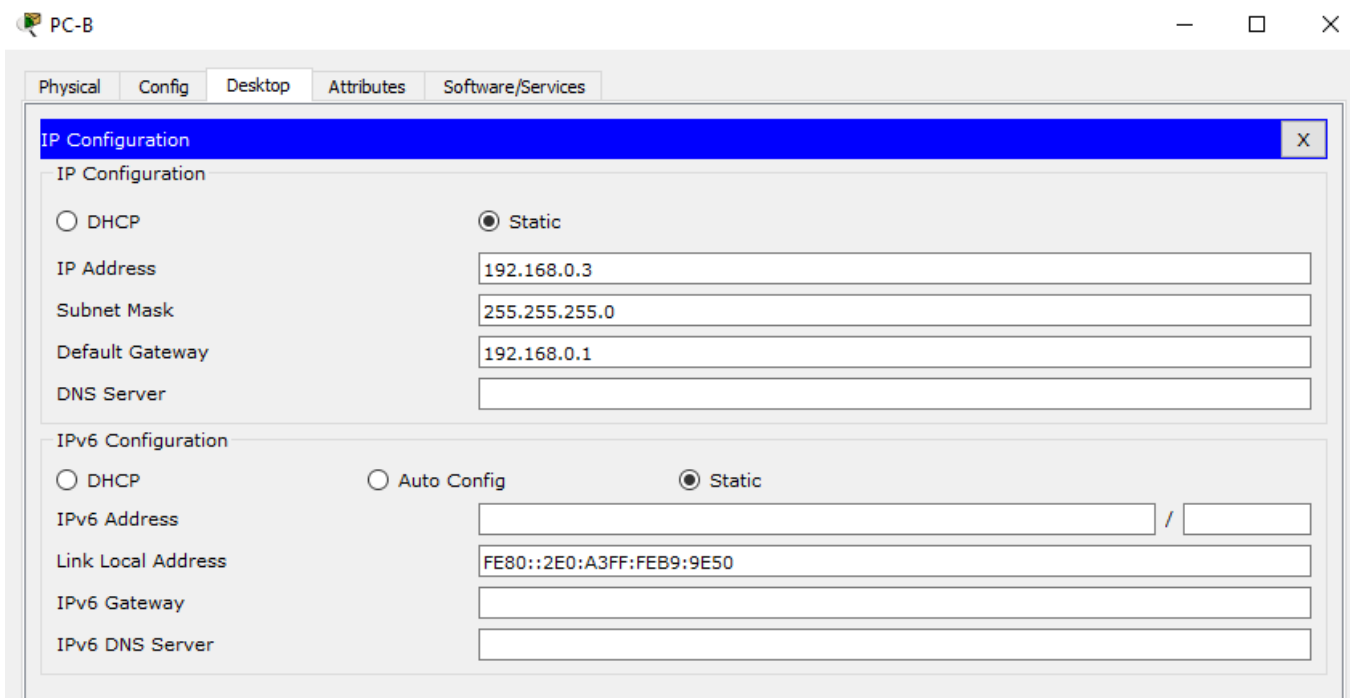 PC-B
Physical Config Desktop Attributes Software/Services
IP Configuration X
IP Configuration
DHCP Static
IP Address 192.168.0.3
Subnet Mask 255.255.255.0
Default Gateway 192.168.0.1
DNS Server
IPv6 Configuration
DHCP Auto Config Static
IPv6 Address /
Link Local Address FE80::2E0:A3FF:FEB9:9E50
IPv6 Gateway
IPv6 DNS Server